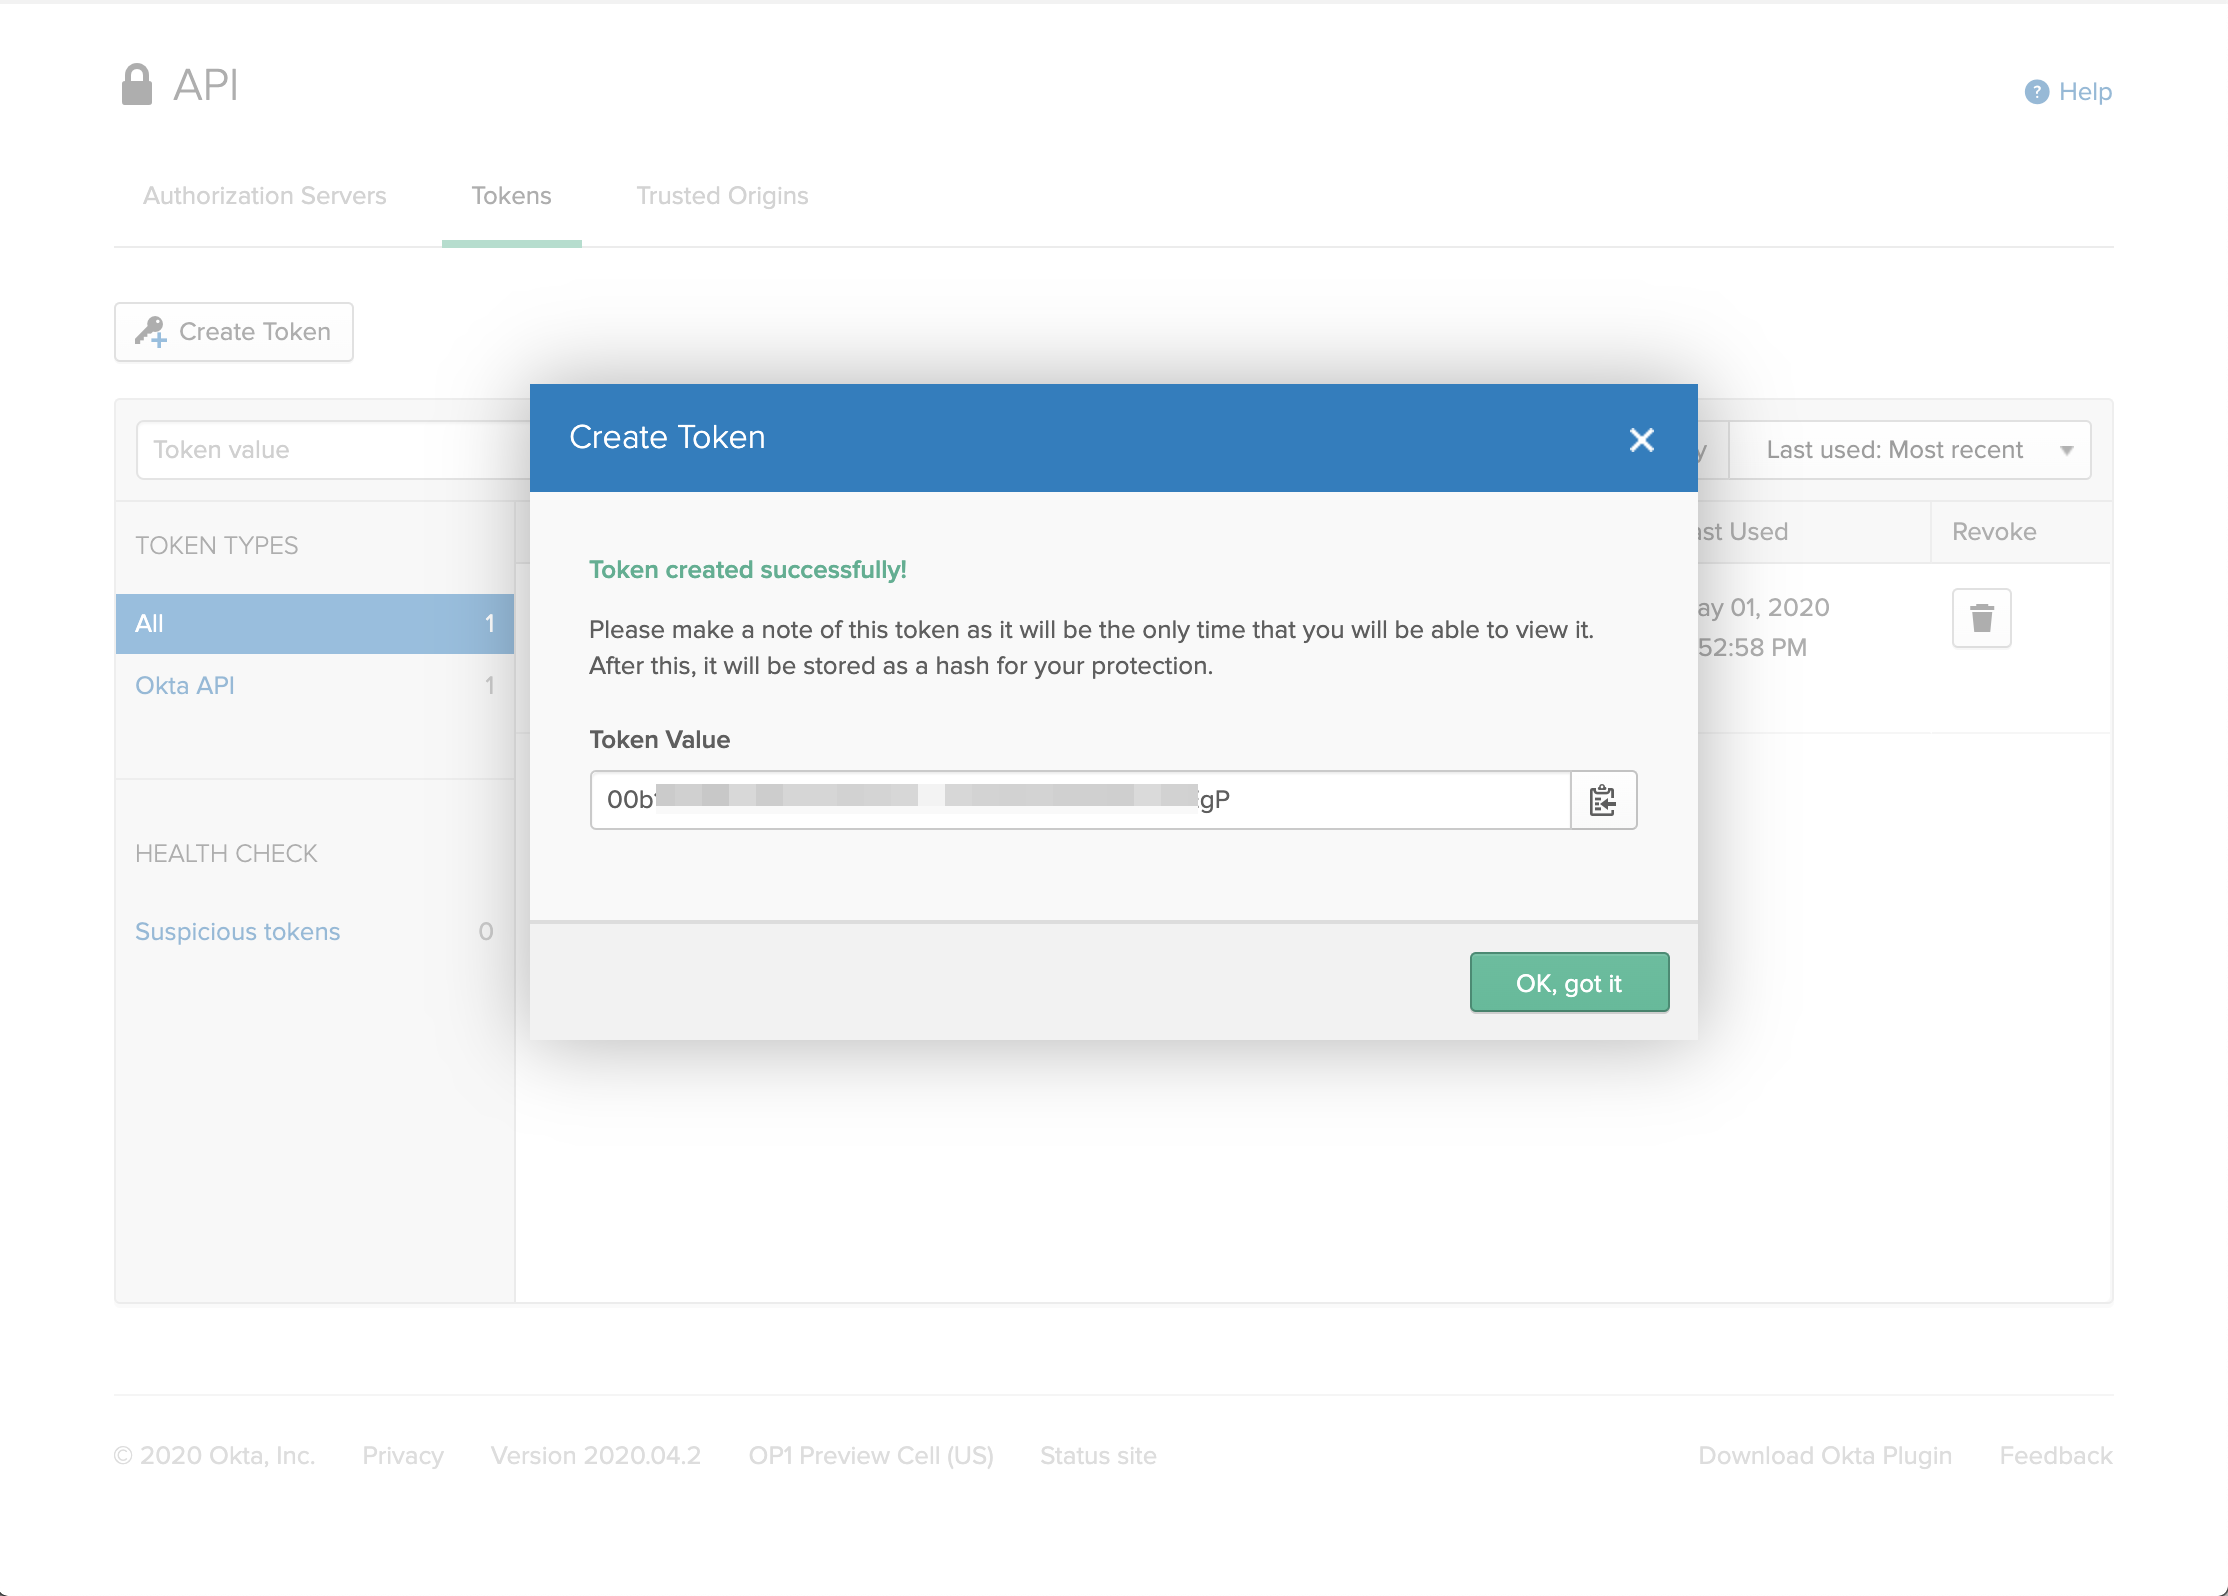 API
Help
Authorization Servers
Tokens
Trusted Origins
Create Token
Token value
Last used: Most recent
TOKEN TYPES
All 1
Okta API 1
HEALTH CHECK
Suspicious tokens 0
Used
Revoke
01, 2020
52:58 PM
Create Token
Token created successfully!
Please make a note of this token as it will be the only time that you will be able to view it.
After this, it will be stored as a hash for your protection.
Token Value
00b gP
OK, got it
© 2020 Okta, Inc.
Privacy
Version 2020.04.2
OP1 Preview Cell (US)
Status site
Download Okta Plugin
Feedback